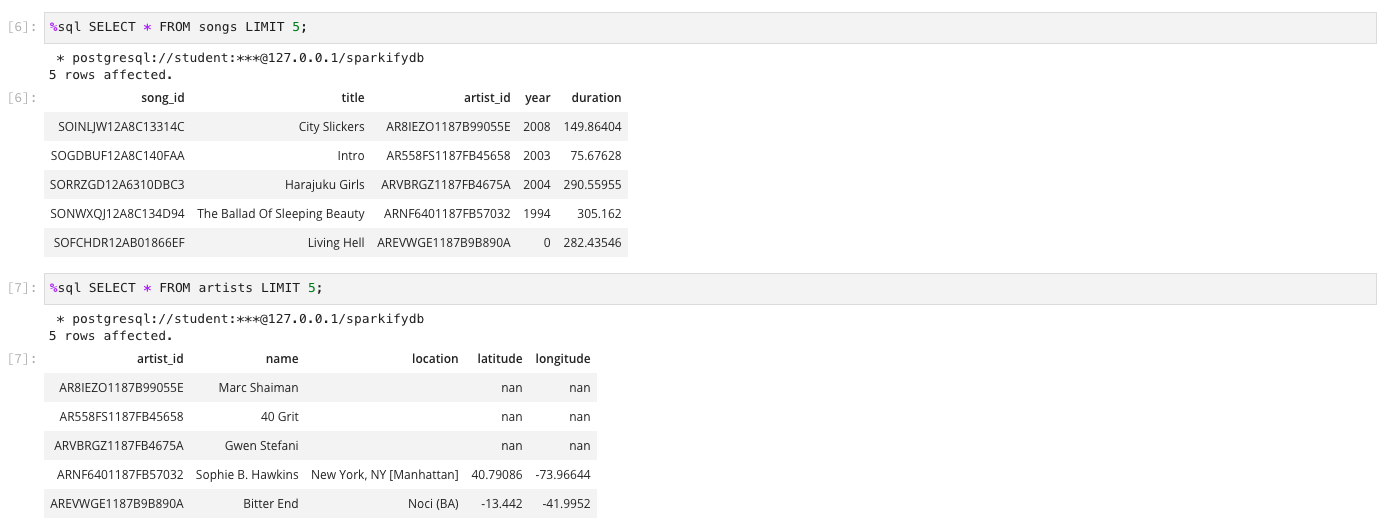 [6]: %sql SELECT * FROM songs LIMIT 5;
* postgresql://student:***@127.0.0.1/sparkifydb
5 rows affected.
[6]: song_id title artist_id year duration
SOINLJW12A8C13314C City Slickers AR8IEZO1187B99055E 2008 149.86404
SOGDBUF12A8C140FAA Intro AR558FS1187FB45658 2003 75.67628
SORRZGD12A6310DBC3 Harajuku Girls ARVBRGZ1187FB4675A 2004 290.55955
SONWXQJ12A8C134D94 The Ballad Of Sleeping Beauty ARNF6401187FB57032 1994 305.162
SOFCHDR12AB01866EF Living Hell AREVWGE1187B9B890A 0 282.43546
[7]: %sql SELECT * FROM artists LIMIT 5;
* postgresql://student:***@127.0.0.1/sparkifydb
5 rows affected.
[7]: artist_id name location latitude longitude
AR8IEZO1187B99055E Marc Shaiman nan nan
AR558FS1187FB45658 40 Grit nan nan
ARVBRGZ1187FB4675A Gwen Stefani nan nan
ARNF6401187FB57032 Sophie B. Hawkins New York, NY [Manhattan] 40.79086 -73.96644
AREVWGE1187B9B890A Bitter End Noci (BA) -13.442 -41.9952